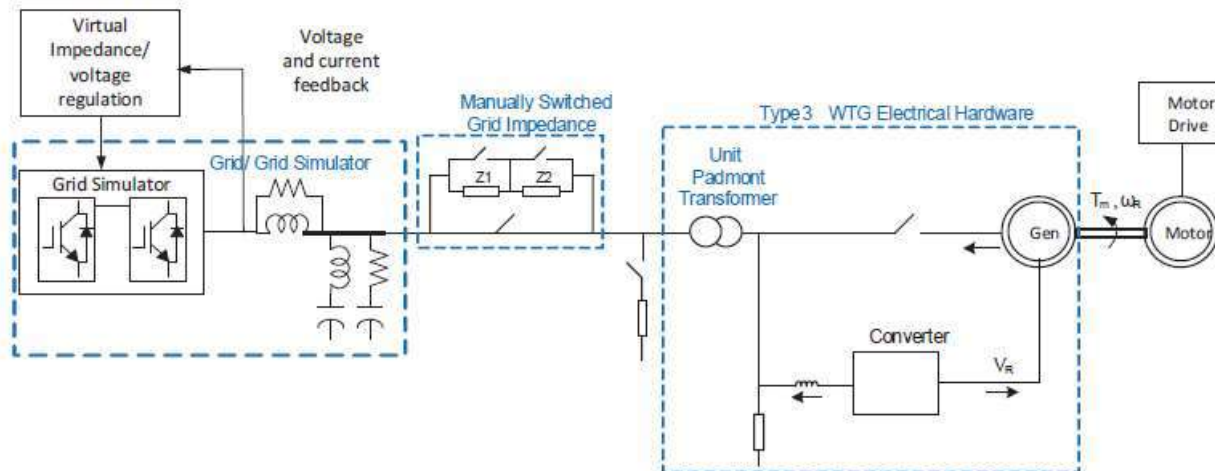 Virtual
Impedance/
voltage
regulation
Voltage
and current
feedback
Manually Switched
Grid Impedance
Z1
Z2
Type 3 WTG Electrical Hardware
Motor
Drive
Grid/ Grid Simulator
Grid Simulator
Unit
Padmont
Transformer
Gen
Tm , ωR
Motor
Converter
VR